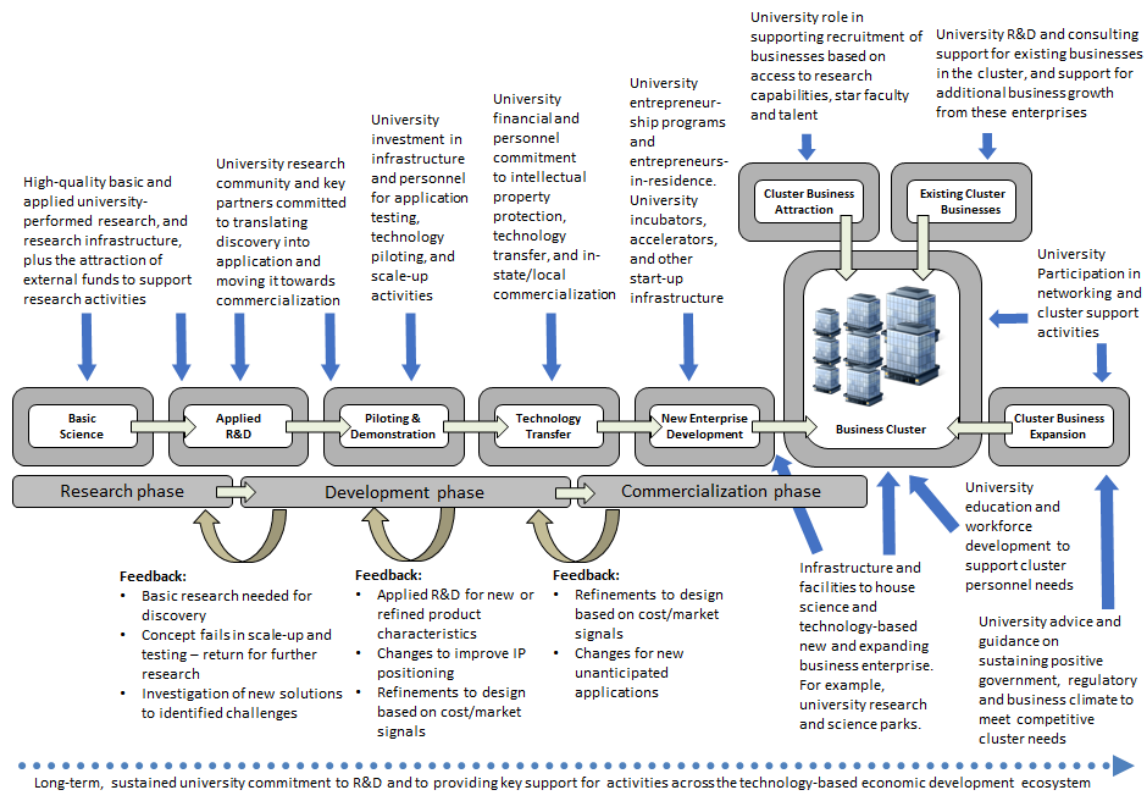 University role in
supporting recruitment of
businesses based on
access to research
capabilities, star faculty
and talent
University R&D and consulting
support for existing businesses
in the cluster, and support for
additional business growth
from these enterprises
University
entrepreneur-
ship programs
and
entrepreneurs-
in-residence.
University
incubators,
accelerators,
and other
start-up
infrastructure
University
financial and
personnel
commitment
to intellectual
property
protection,
technology
transfer, and in-
state/local
commercialization
University
investment in
infrastructure
and personnel
for application
testing,
technology
piloting, and
scale-up
activities
University research
community and key
partners committed
to translating
discovery into
application and
moving it towards
commercialization
High-quality basic and
applied university-
performed research, and
research infrastructure,
plus the attraction of
external funds to support
research activities
Cluster Business
Attraction
Existing Cluster
Businesses
University
Participation in
networking and
cluster support
activities
Basic
Science
Applied
R&D
Piloting &
Demonstration
Technology
Transfer
New Enterprise
Development
Business Cluster
Cluster Business
Expansion
Research phase
Development phase
Commercialization phase
Feedback:
• Basic research needed for
discovery
• Concept fails in scale-up and
testing – return for further
research
• Investigation of new solutions
to identified challenges
Feedback:
• Applied R&D for new or
refined product
characteristics
• Changes to improve IP
positioning
• Refinements to design
based on cost/market
signals
Feedback:
• Refinements to design
based on cost/market
signals
• Changes for new
unanticipated
applications
Infrastructure and
facilities to house
science and
technology-based
new and expanding
business enterprise.
For example,
university research
and science parks.
University
education and
workforce
development to
support cluster
personnel needs
University advice and
guidance on
sustaining positive
government, regulatory
and business climate to
meet competitive
cluster needs
Long-term, sustained university commitment to R&D and to providing key support for activities across the technology-based economic development ecosystem